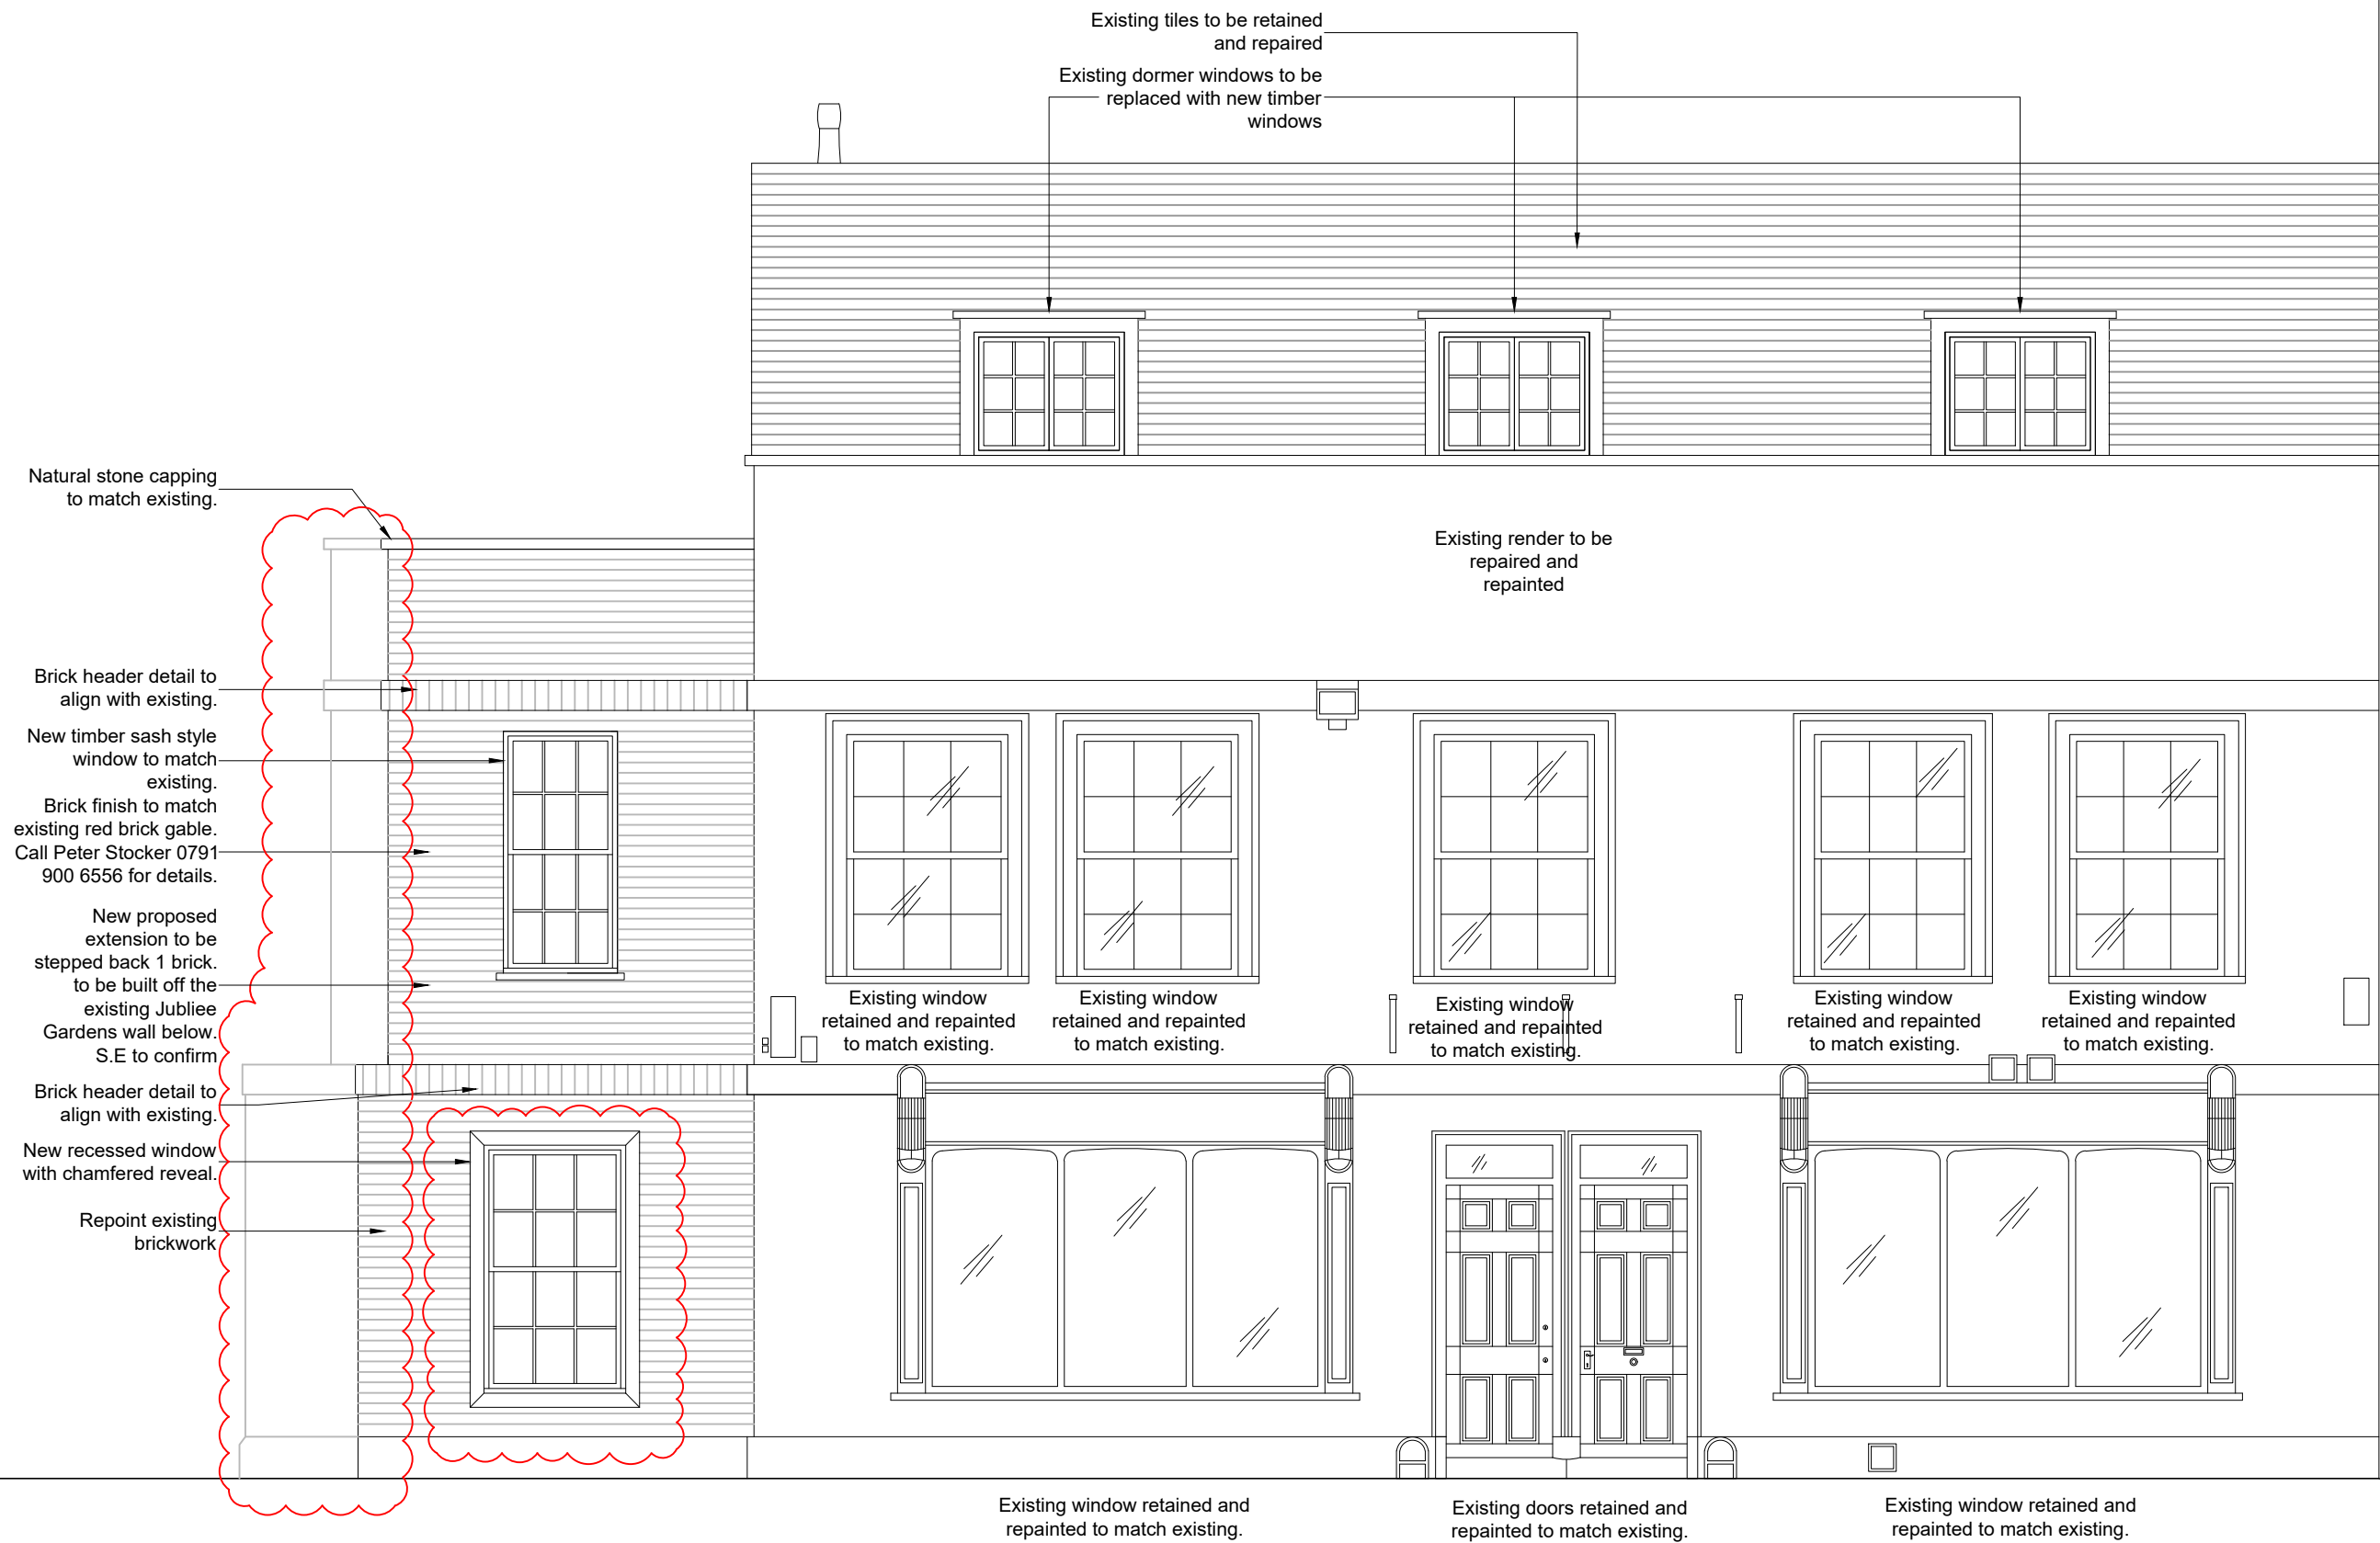 Existing tiles to be retained
and repaired
Existing dormer windows to be
replaced with new timber
windows
Natural stone capping
to match existing.
Existing render to be
repaired and
repainted
Brick header detail to
align with existing.
New timber sash style
window to match
existing.
Brick finish to match
existing red brick gable.
Call Peter Stocker 0791
900 6556 for details.
New proposed
extension to be
stepped back 1 brick.
to be built off the
existing Jubliee
Gardens wall below.
S.E to confirm
Existing window
retained and repainted
to match existing.
Existing window
retained and repainted
to match existing.
Existing window
retained and repainted
to match existing.
Existing window
retained and repainted
to match existing.
Existing window
retained and repainted
to match existing.
Brick header detail to
align with existing.
New recessed window
with chamfered reveal.
Repoint existing
brickwork
Existing window retained and
repainted to match existing.
Existing doors retained and
repainted to match existing.
Existing window retained and
repainted to match existing.